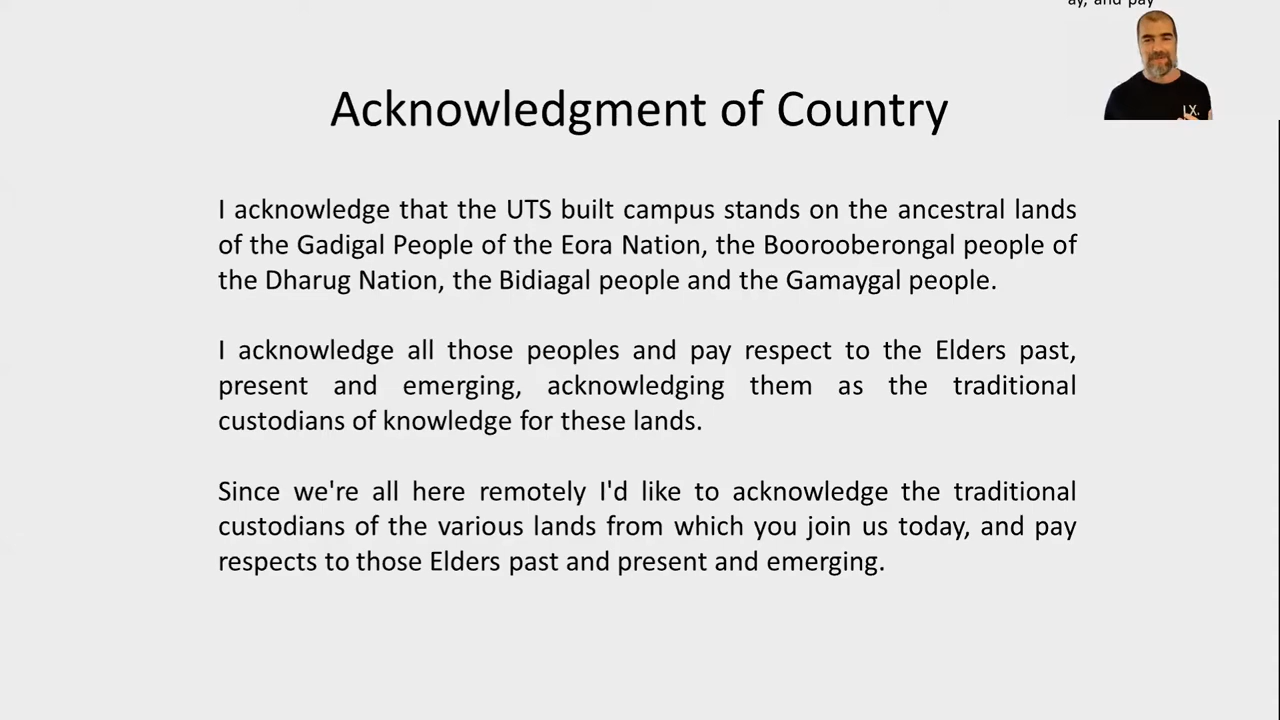 ay, and pay
LX.
Acknowledgment of Country
I acknowledge that the UTS built campus stands on the ancestral lands
of the Gadigal People of the Eora Nation, the Boorooberongal people of
the Dharug Nation, the Bidiagal people and the Gamaygal people.
I acknowledge all those peoples and pay respect to the Elders past,
present and emerging, acknowledging them as the traditional
custodians of knowledge for these lands.
Since we're all here remotely I'd like to acknowledge the traditional
custodians of the various lands from which you join us today, and pay
respects to those Elders past and present and emerging.